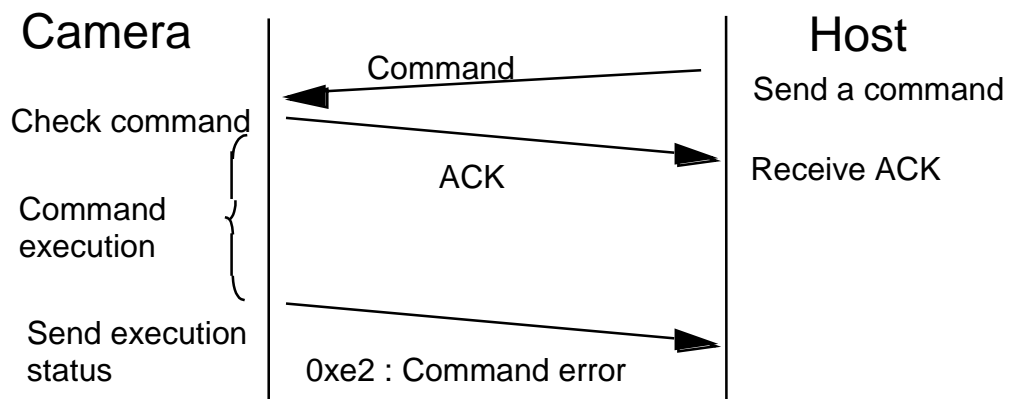 Camera
Host
Command
Send a command
Check command
ACK
Receive ACK
Command
execution
Send execution
status
0xe2 : Command error